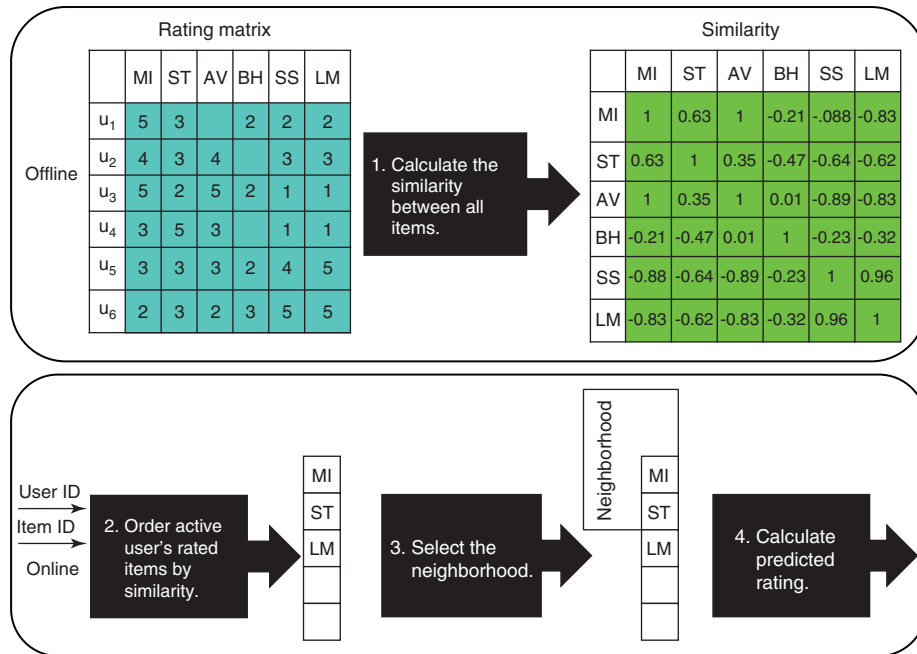 Rating matrix
MI ST AV BH SS LM
u1 5 3 2 2 2
u2 4 3 4 3 3
u3 5 2 5 2 1 1
u4 3 5 3 1 1
u5 3 3 3 2 4 5
u6 2 3 2 3 5 5
Offline
1. Calculate the
similarity
between all
items.
Similarity
MI ST AV BH SS LM
MI 1 0.63 1 -0.21 -.088 -0.83
ST 0.63 1 0.35 -0.47 -0.64 -0.62
AV 1 0.35 1 0.01 -0.89 -0.83
BH -0.21 -0.47 0.01 1 -0.23 -0.32
SS -0.88 -0.64 -0.89 -0.23 1 0.96
LM -0.83 -0.62 -0.83 -0.32 0.96 1
User ID
Item ID
Online
2. Order active
user's rated
items by
similarity.
MI
ST
LM
3. Select the
neighborhood.
Neighborhood
MI
ST
LM
4. Calculate
predicted
rating.